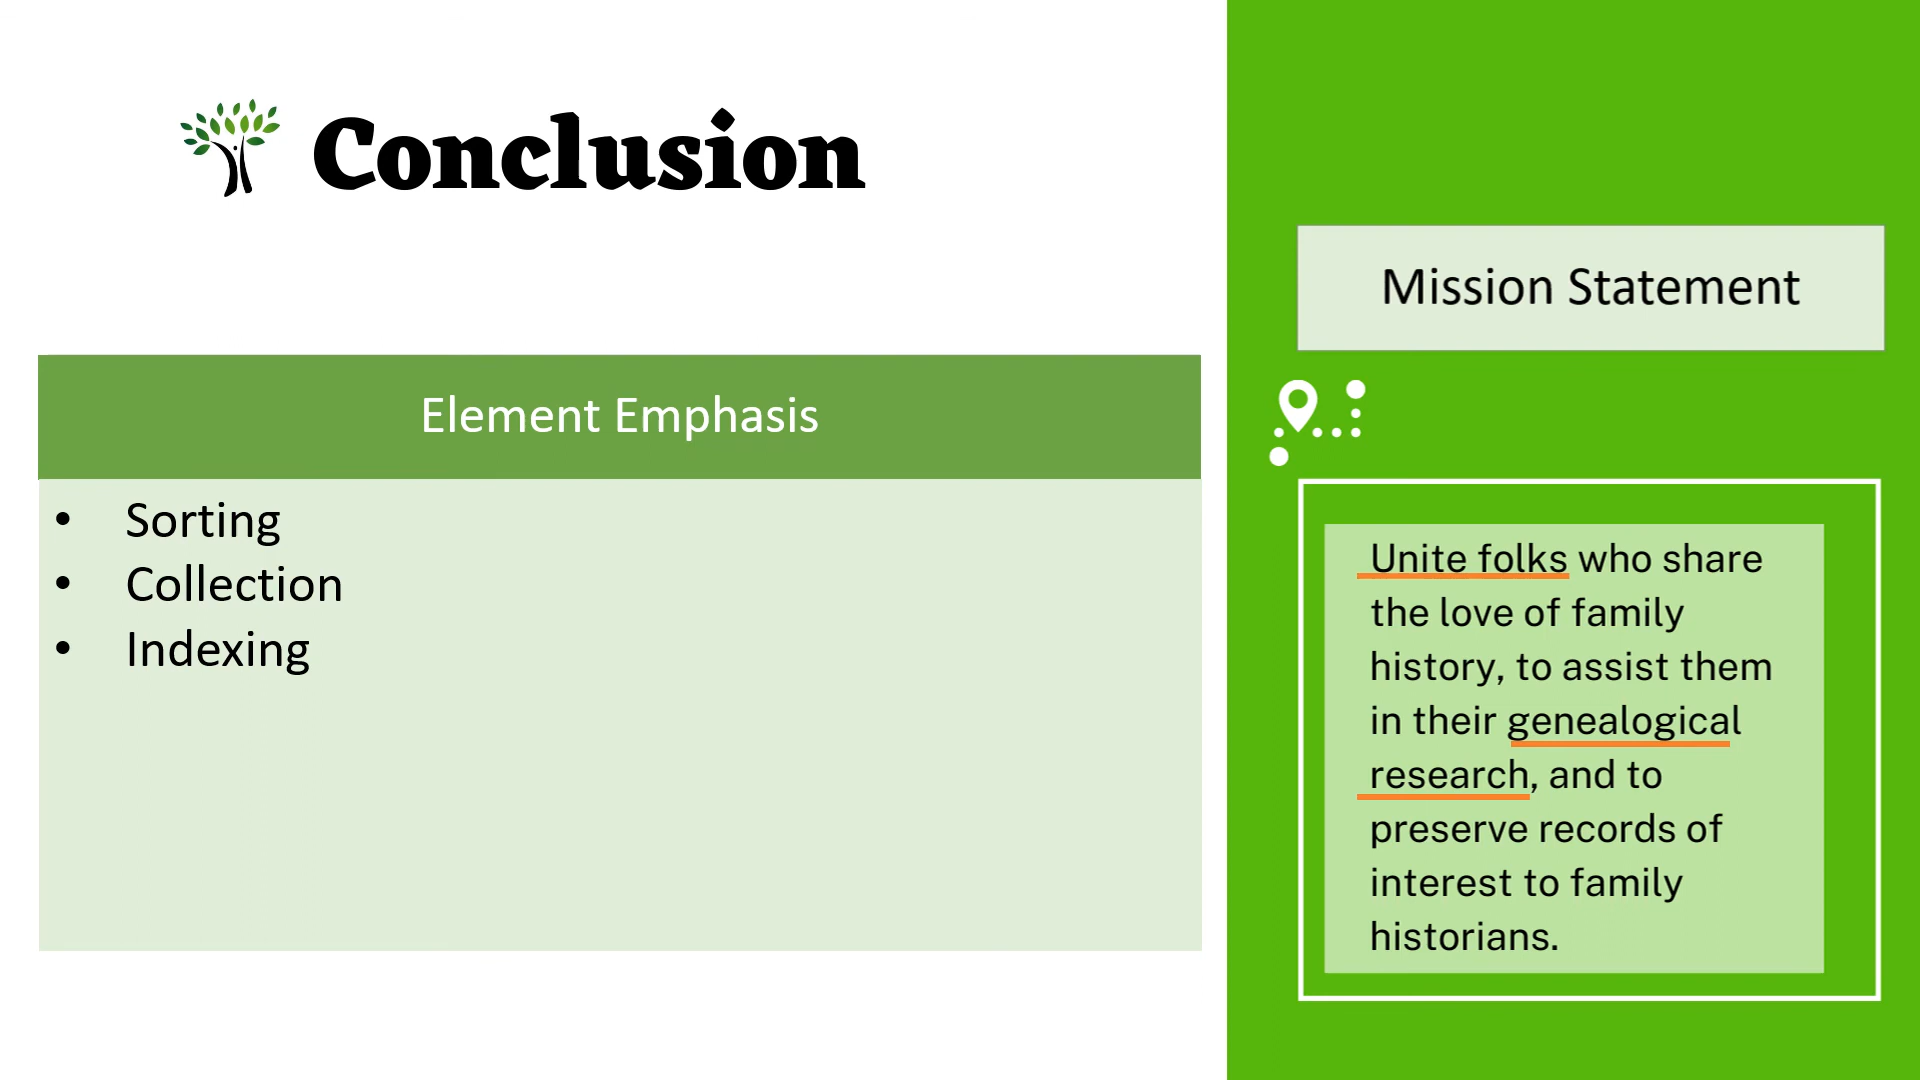 Conclusion
Element Emphasis
• Sorting
• Collection
• Indexing
Mission Statement
Unite folks who share
the love of family
history, to assist them
in their genealogical
research, and to
preserve records of
interest to family
historians.